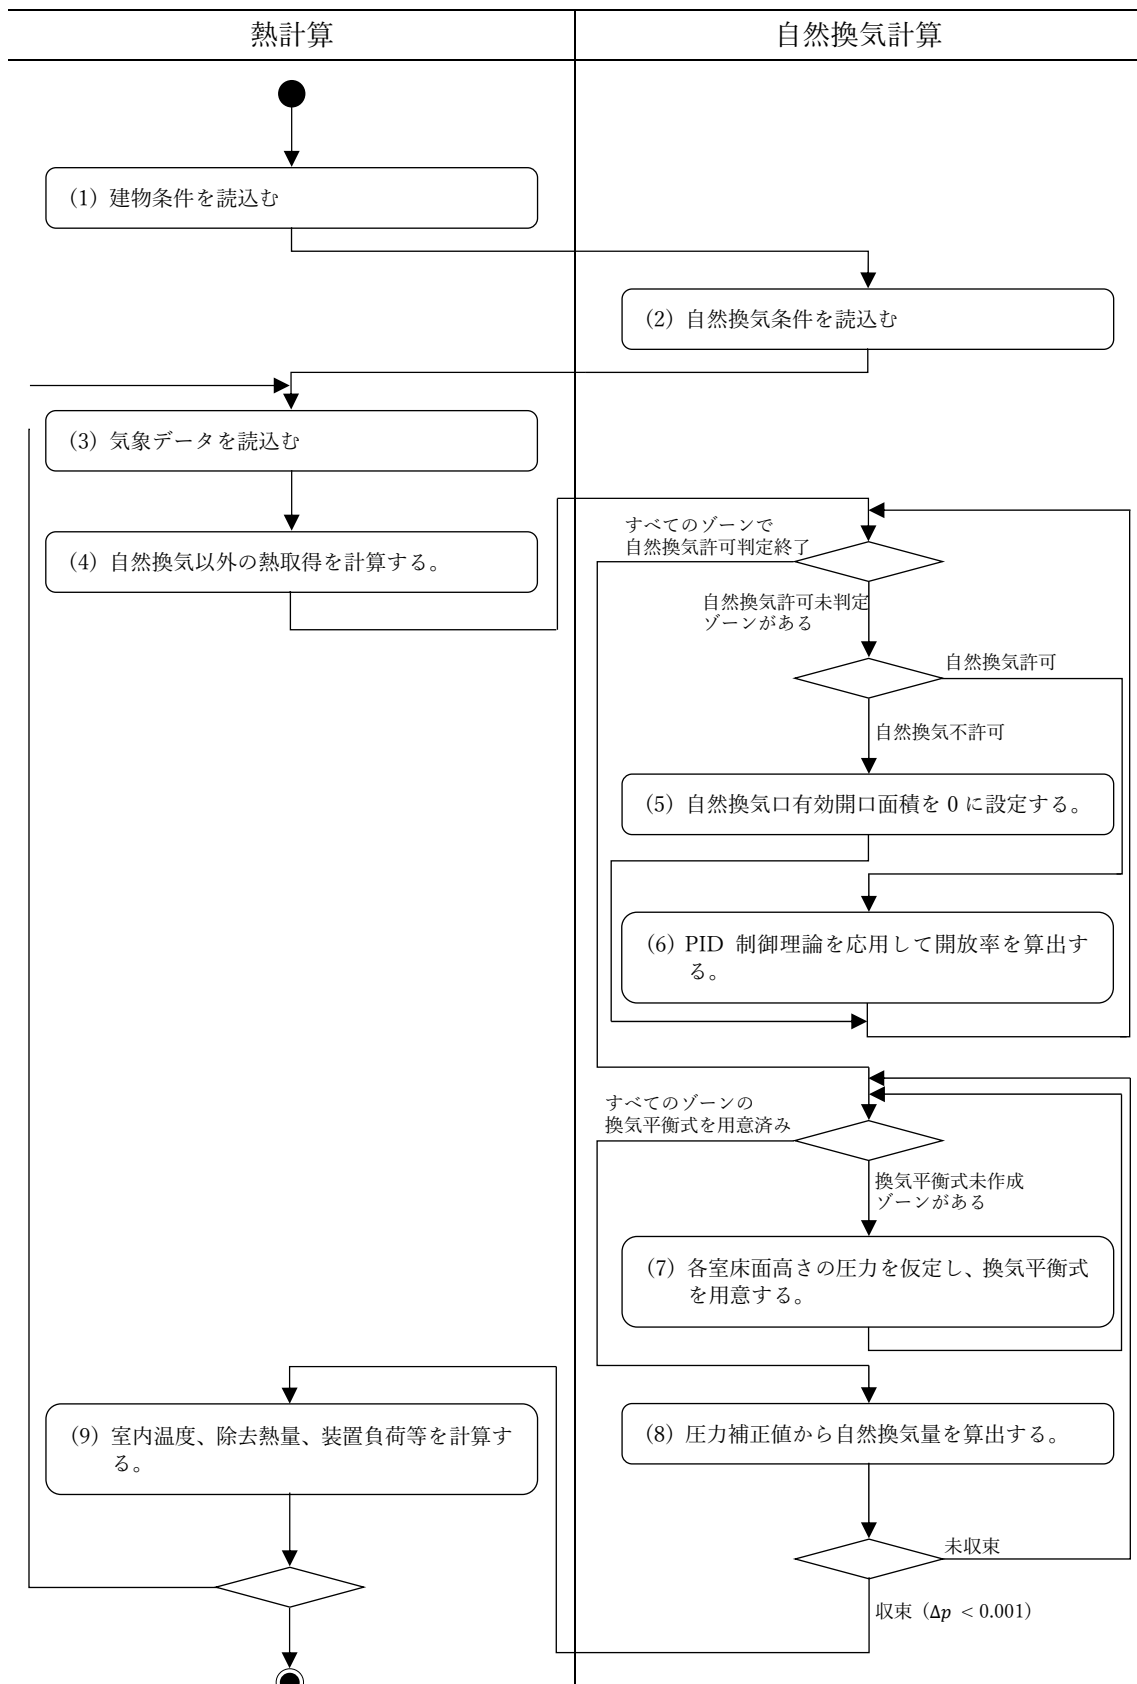 熱計算
自然換気計算
(1) 建物条件を読込む
(2) 自然換気条件を読込む
(3) 気象データを読込む
(4) 自然換気以外の熱取得を計算する。
すべてのゾーンで
自然換気許可判定終了
自然換気許可未判定
ゾーンがある
自然換気許可
自然換気不許可
(5) 自然換気口有効開口面積を 0 に設定する。
(6) PID 制御理論を応用して開放率を算出す
る。
すべてのゾーンの
換気平衡式を用意済み
換気平衡式未作成
ゾーンがある
(7) 各室床面高さの圧力を仮定し、換気平衡式
を用意する。
(8) 圧力補正値から自然換気量を算出する。
(9) 室内温度、除去熱量、装置負荷等を計算す
る。
未収束
収束（Δp < 0.001）